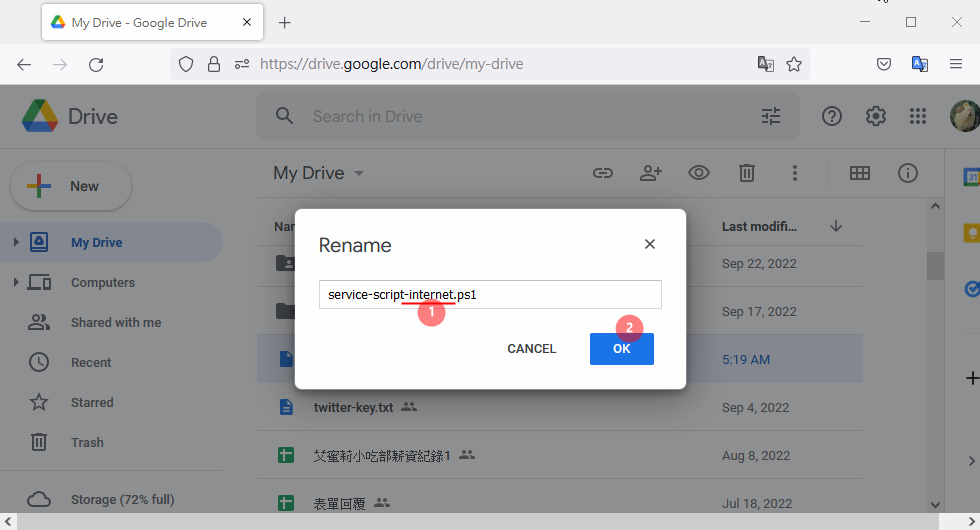 My Drive - Google Drive
https://drive.google.com/drive/my-drive
Drive
Search in Drive
New
My Drive
Last modifi...
My Drive
Computers
Shared with me
Recent
Starred
Trash
Storage (72% full)
Rename
service-script-internet.ps1
1
2
CANCEL
OK
Sep 22, 2022
Sep 17, 2022
5:19 AM
twitter-key.txt
Sep 4, 2022
艾蜜莉小吃部薪資紀錄1
Aug 8, 2022
表單回覆
Jul 18, 2022
31